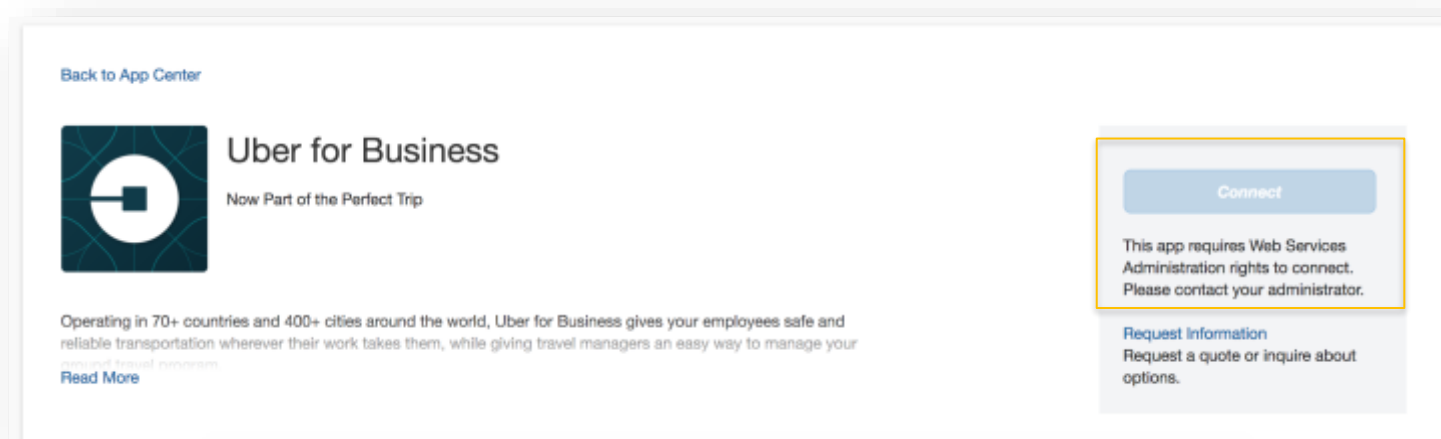 Back to App Center
Uber for Business
Now Part of the Perfect Trip
Connect
This app requires Web Services
Administration rights to connect.
Please contact your administrator.
Operating in 70+ countries and 400+ cities around the world, Uber for Business gives your employees safe and
reliable transportation wherever their work takes them, while giving travel managers an easy way to manage your
ground travel program.
Read More
Request Information
Request a quote or inquire about
options.